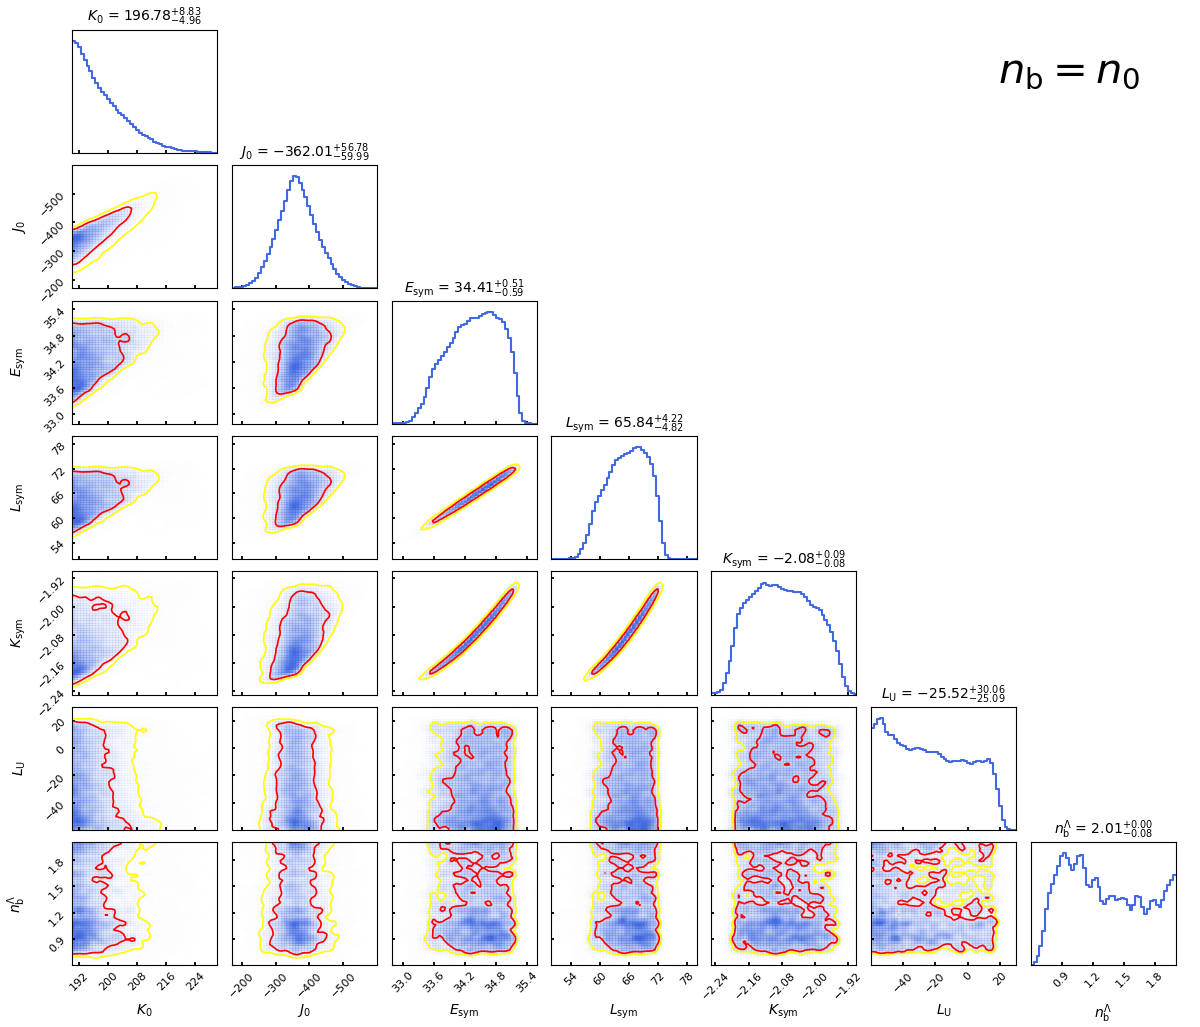 K₀ = 196.78 +8.83 −4.96
n_b = n₀
J₀ = −362.01 +56.78 −59.99
J₀
−500
−400
−300
−200
E_sym = 34.41 +0.51 −0.59
E_sym
35.4
34.8
34.2
33.6
33.0
L_sym = 65.84 +4.22 −4.82
L_sym
78
72
66
60
54
K_sym = −2.08 +0.09 −0.08
K_sym
−1.92
−2.00
−2.08
−2.16
−2.24
L_U = −25.52 +30.06 −25.09
L_U
20
0
−20
−40
n_b^Λ = 2.01 +0.00 −0.08
n_b^Λ
1.8
1.5
1.2
0.9
192 200 208 216 224 −200 −300 −400 −500 33.0 33.6 34.2 34.8 35.4 54 60 66 72 78 −2.24 −2.16 −2.08 −2.00 −1.92 −40 −20 0 20 0.9 1.2 1.5 1.8
K₀ J₀ E_sym L_sym K_sym L_U n_b^Λ